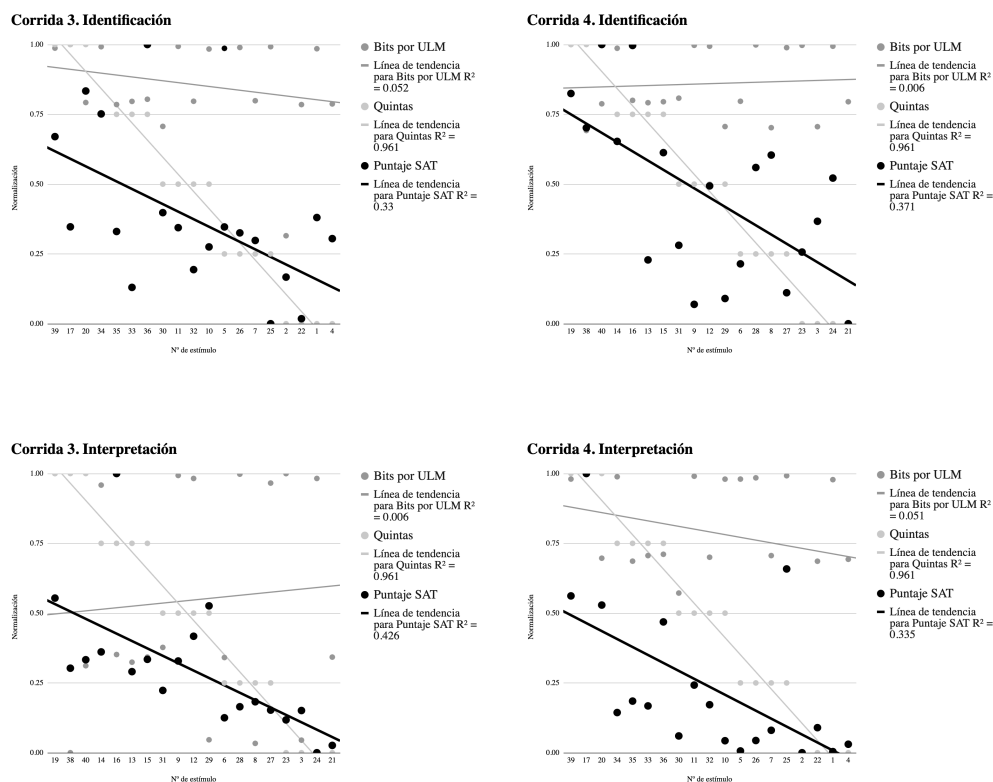 Corrida 3. Identificación
1.00
0.75
0.50
0.25
0.00
Normalización
39 17 20 34 35 33 36 30 11 32 10 5 26 7 25 2 22 1 4
Nº de estímulo
Bits por ULM
Línea de tendencia
para Bits por ULM R²
= 0.052
Quintas
Línea de tendencia
para Quintas R² =
0.961
Puntaje SAT
Línea de tendencia
para Puntaje SAT R² =
0.33
Corrida 4. Identificación
1.00
0.75
0.50
0.25
0.00
Normalización
19 38 40 14 16 13 15 31 9 12 29 6 28 8 27 23 3 24 21
Nº de estímulo
Bits por ULM
Línea de tendencia
para Bits por ULM R²
= 0.006
Quintas
Línea de tendencia
para Quintas R² =
0.961
Puntaje SAT
Línea de tendencia
para Puntaje SAT R² =
0.371
Corrida 3. Interpretación
1.00
0.75
0.50
0.25
0.00
Normalización
19 38 40 14 16 13 15 31 9 12 29 6 28 8 27 23 3 24 21
Nº de estímulo
Bits por ULM
Línea de tendencia
para Bits por ULM R²
= 0.006
Quintas
Línea de tendencia
para Quintas R² =
0.961
Puntaje SAT
Línea de tendencia
para Puntaje SAT R² =
0.426
Corrida 4. Interpretación
1.00
0.75
0.50
0.25
0.00
Normalización
39 17 20 34 35 33 36 30 11 32 10 5 26 7 25 2 22 1 4
Nº de estímulo
Bits por ULM
Línea de tendencia
para Bits por ULM R²
= 0.051
Quintas
Línea de tendencia
para Quintas R² =
0.961
Puntaje SAT
Línea de tendencia
para Puntaje SAT R² =
0.335